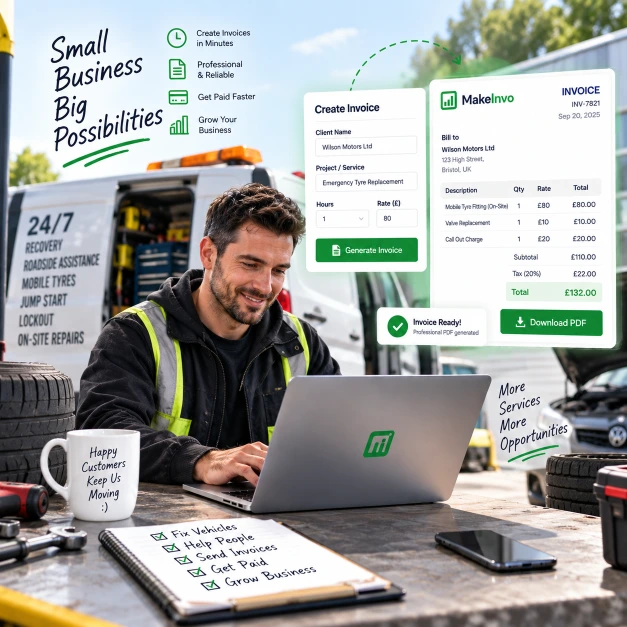 Small
Business
Big
Possibilities
Create Invoices
in Minutes
Professional
& Reliable
Get Paid Faster
Grow Your
Business
Create Invoice
Client Name
Wilson Motors Ltd
Project / Service
Emergency Tyre Replacement
Hours
Rate (£)
1
80
Generate Invoice
MakeInvo
INVOICE
INV-7821
Sep 20, 2025
Bill to
Wilson Motors Ltd
123 High Street,
Bristol, UK
Description Qty Rate Total
Mobile Tyre Fitting (On-Site) 1 £80 £80.00
Valve Replacement 1 £10 £10.00
Call Out Charge 1 £20 £20.00
Subtotal £110.00
Tax (20%) £22.00
Total £132.00
Download PDF
Invoice Ready!
Professional PDF generated
24/7
RECOVERY
ROADSIDE ASSISTANCE
MOBILE TYRES
JUMP START
LOCKOUT
ON-SITE REPAIRS
More
Services
More
Opportunities
Happy
Customers
Keep Us
Moving
:)
Fix Vehicles
Help People
Send Invoices
Get Paid
Grow Business